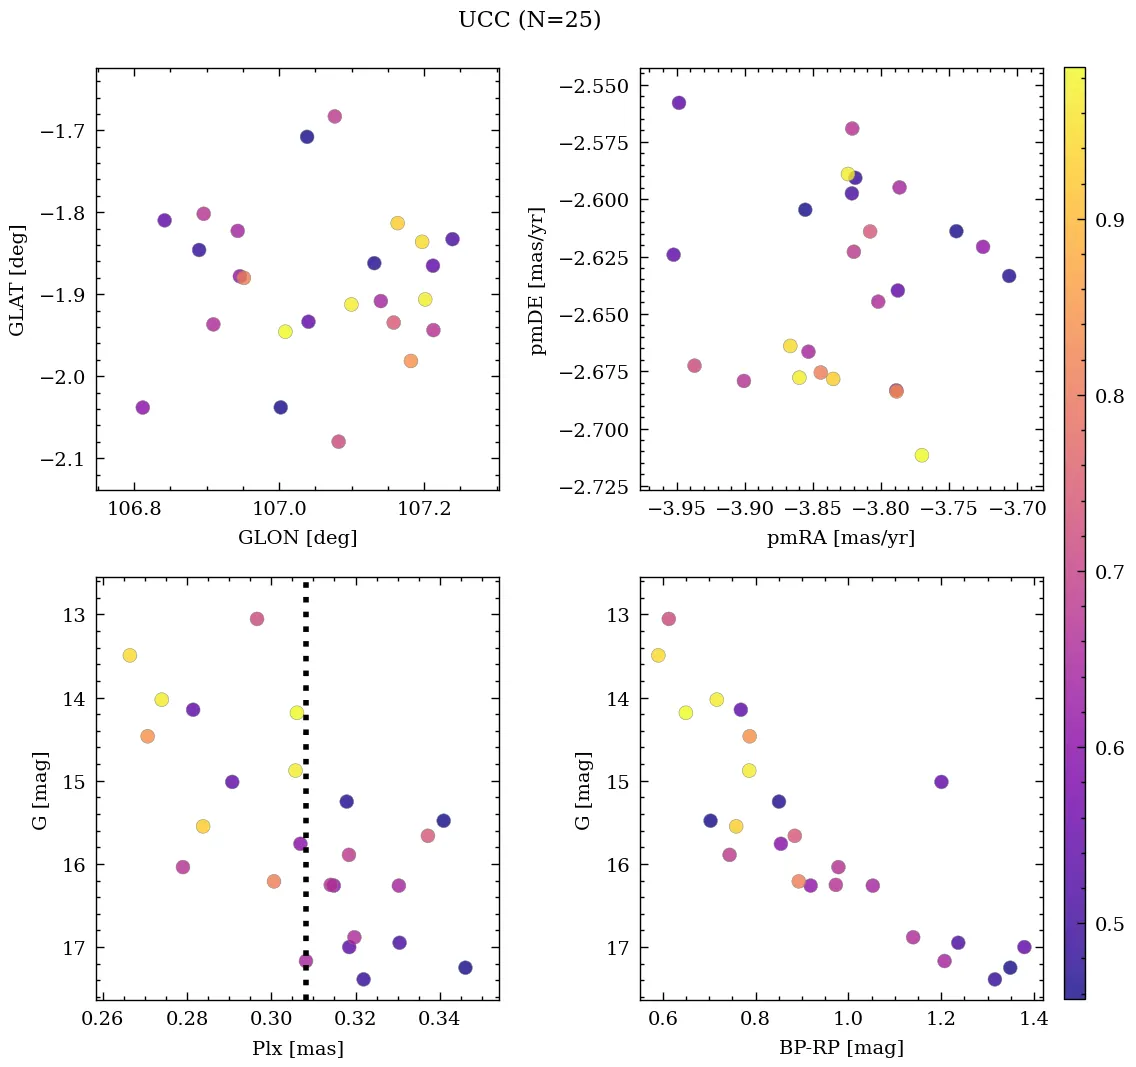 UCC (N=25)
−1.7
−1.8
−1.9
−2.0
−2.1
GLAT [deg]
106.8 107.0 107.2
GLON [deg]
−2.550
−2.575
−2.600
−2.625
−2.650
−2.675
−2.700
−2.725
pmDE [mas/yr]
−3.95 −3.90 −3.85 −3.80 −3.75 −3.70
pmRA [mas/yr]
13
14
15
16
17
G [mag]
0.26 0.28 0.30 0.32 0.34
Plx [mas]
13
14
15
16
17
G [mag]
0.6 0.8 1.0 1.2 1.4
BP-RP [mag]
0.9
0.8
0.7
0.6
0.5